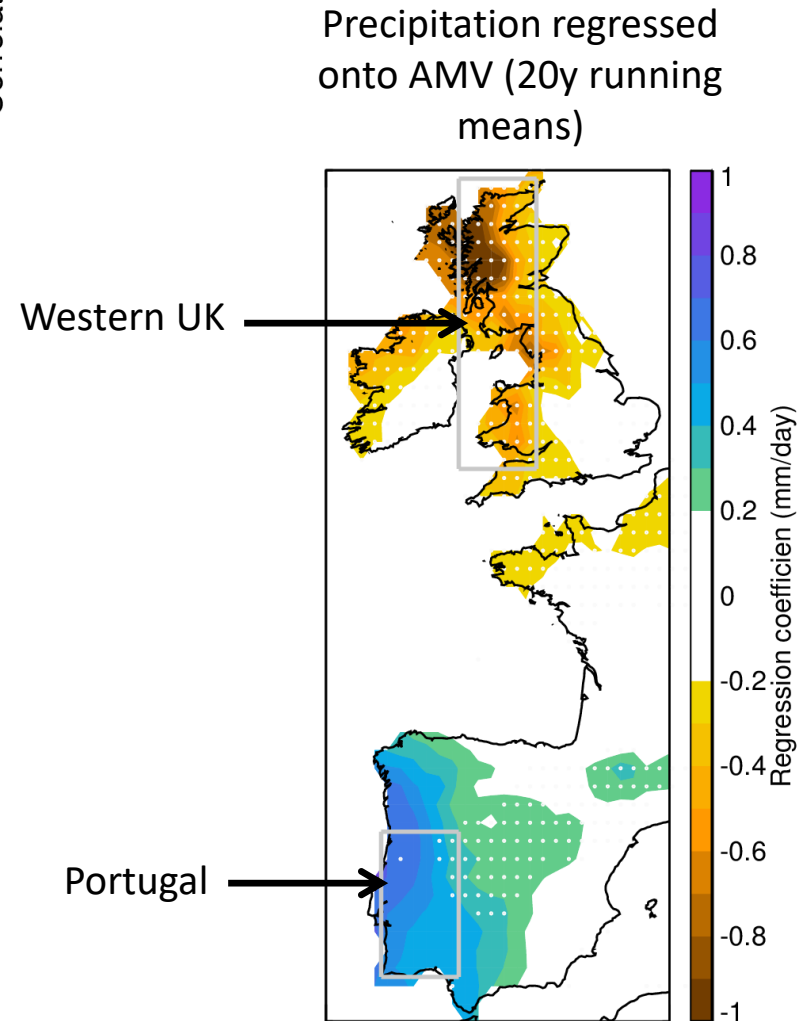 Precipitation regressed
onto AMV (20y running
means)
Western UK
Portugal
1
0.8
0.6
0.4
0.2
0
-0.2
-0.4
-0.6
-0.8
-1
Regression coefficien (mm/day)